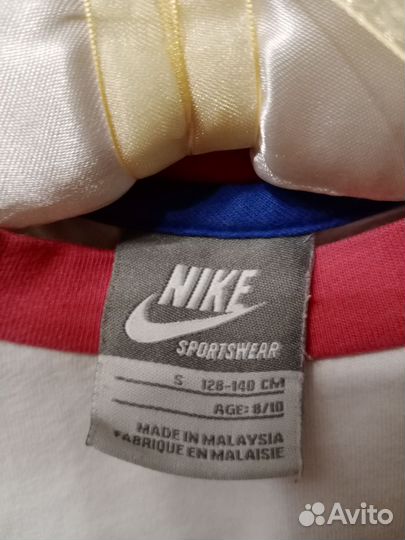 NIKE
SPORTSWEAR
S 128-140 CM
AGE: 8/10
MADE IN MALAYSIA
FABRIQUE EN MALAISIE
Avito